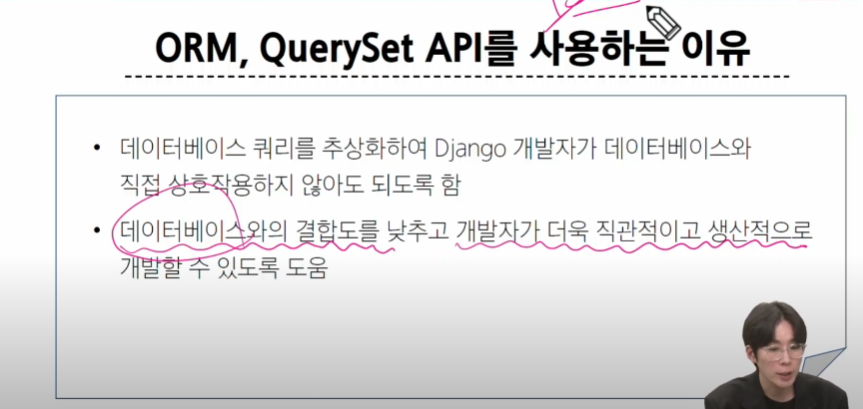 ORM, QuerySet API를 사용하는 이유
• 데이터베이스 쿼리를 추상화하여 Django 개발자가 데이터베이스와
직접 상호작용하지 않아도 되도록 함
• 데이터베이스와의 결합도를 낮추고 개발자가 더욱 직관적이고 생산적으로
개발할 수 있도록 도움